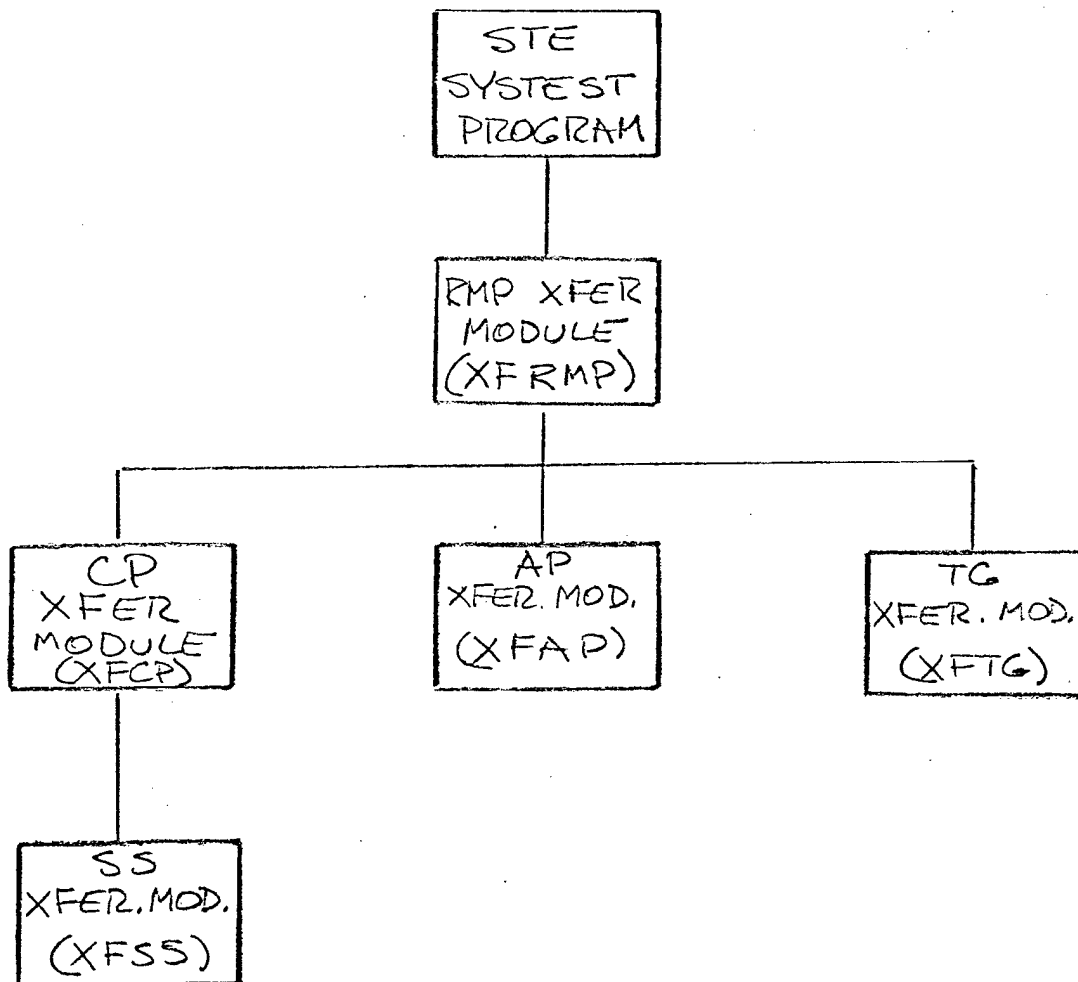 STE
SYSTEST
PROGRAM
RMP XFER
MODULE
(XFRMP)
CP
XFER
MODULE
(XFCP)
AP
XFER. MOD.
(XFAP)
TG
XFER. MOD.
(XFTG)
SS
XFER. MOD.
(XFSS)